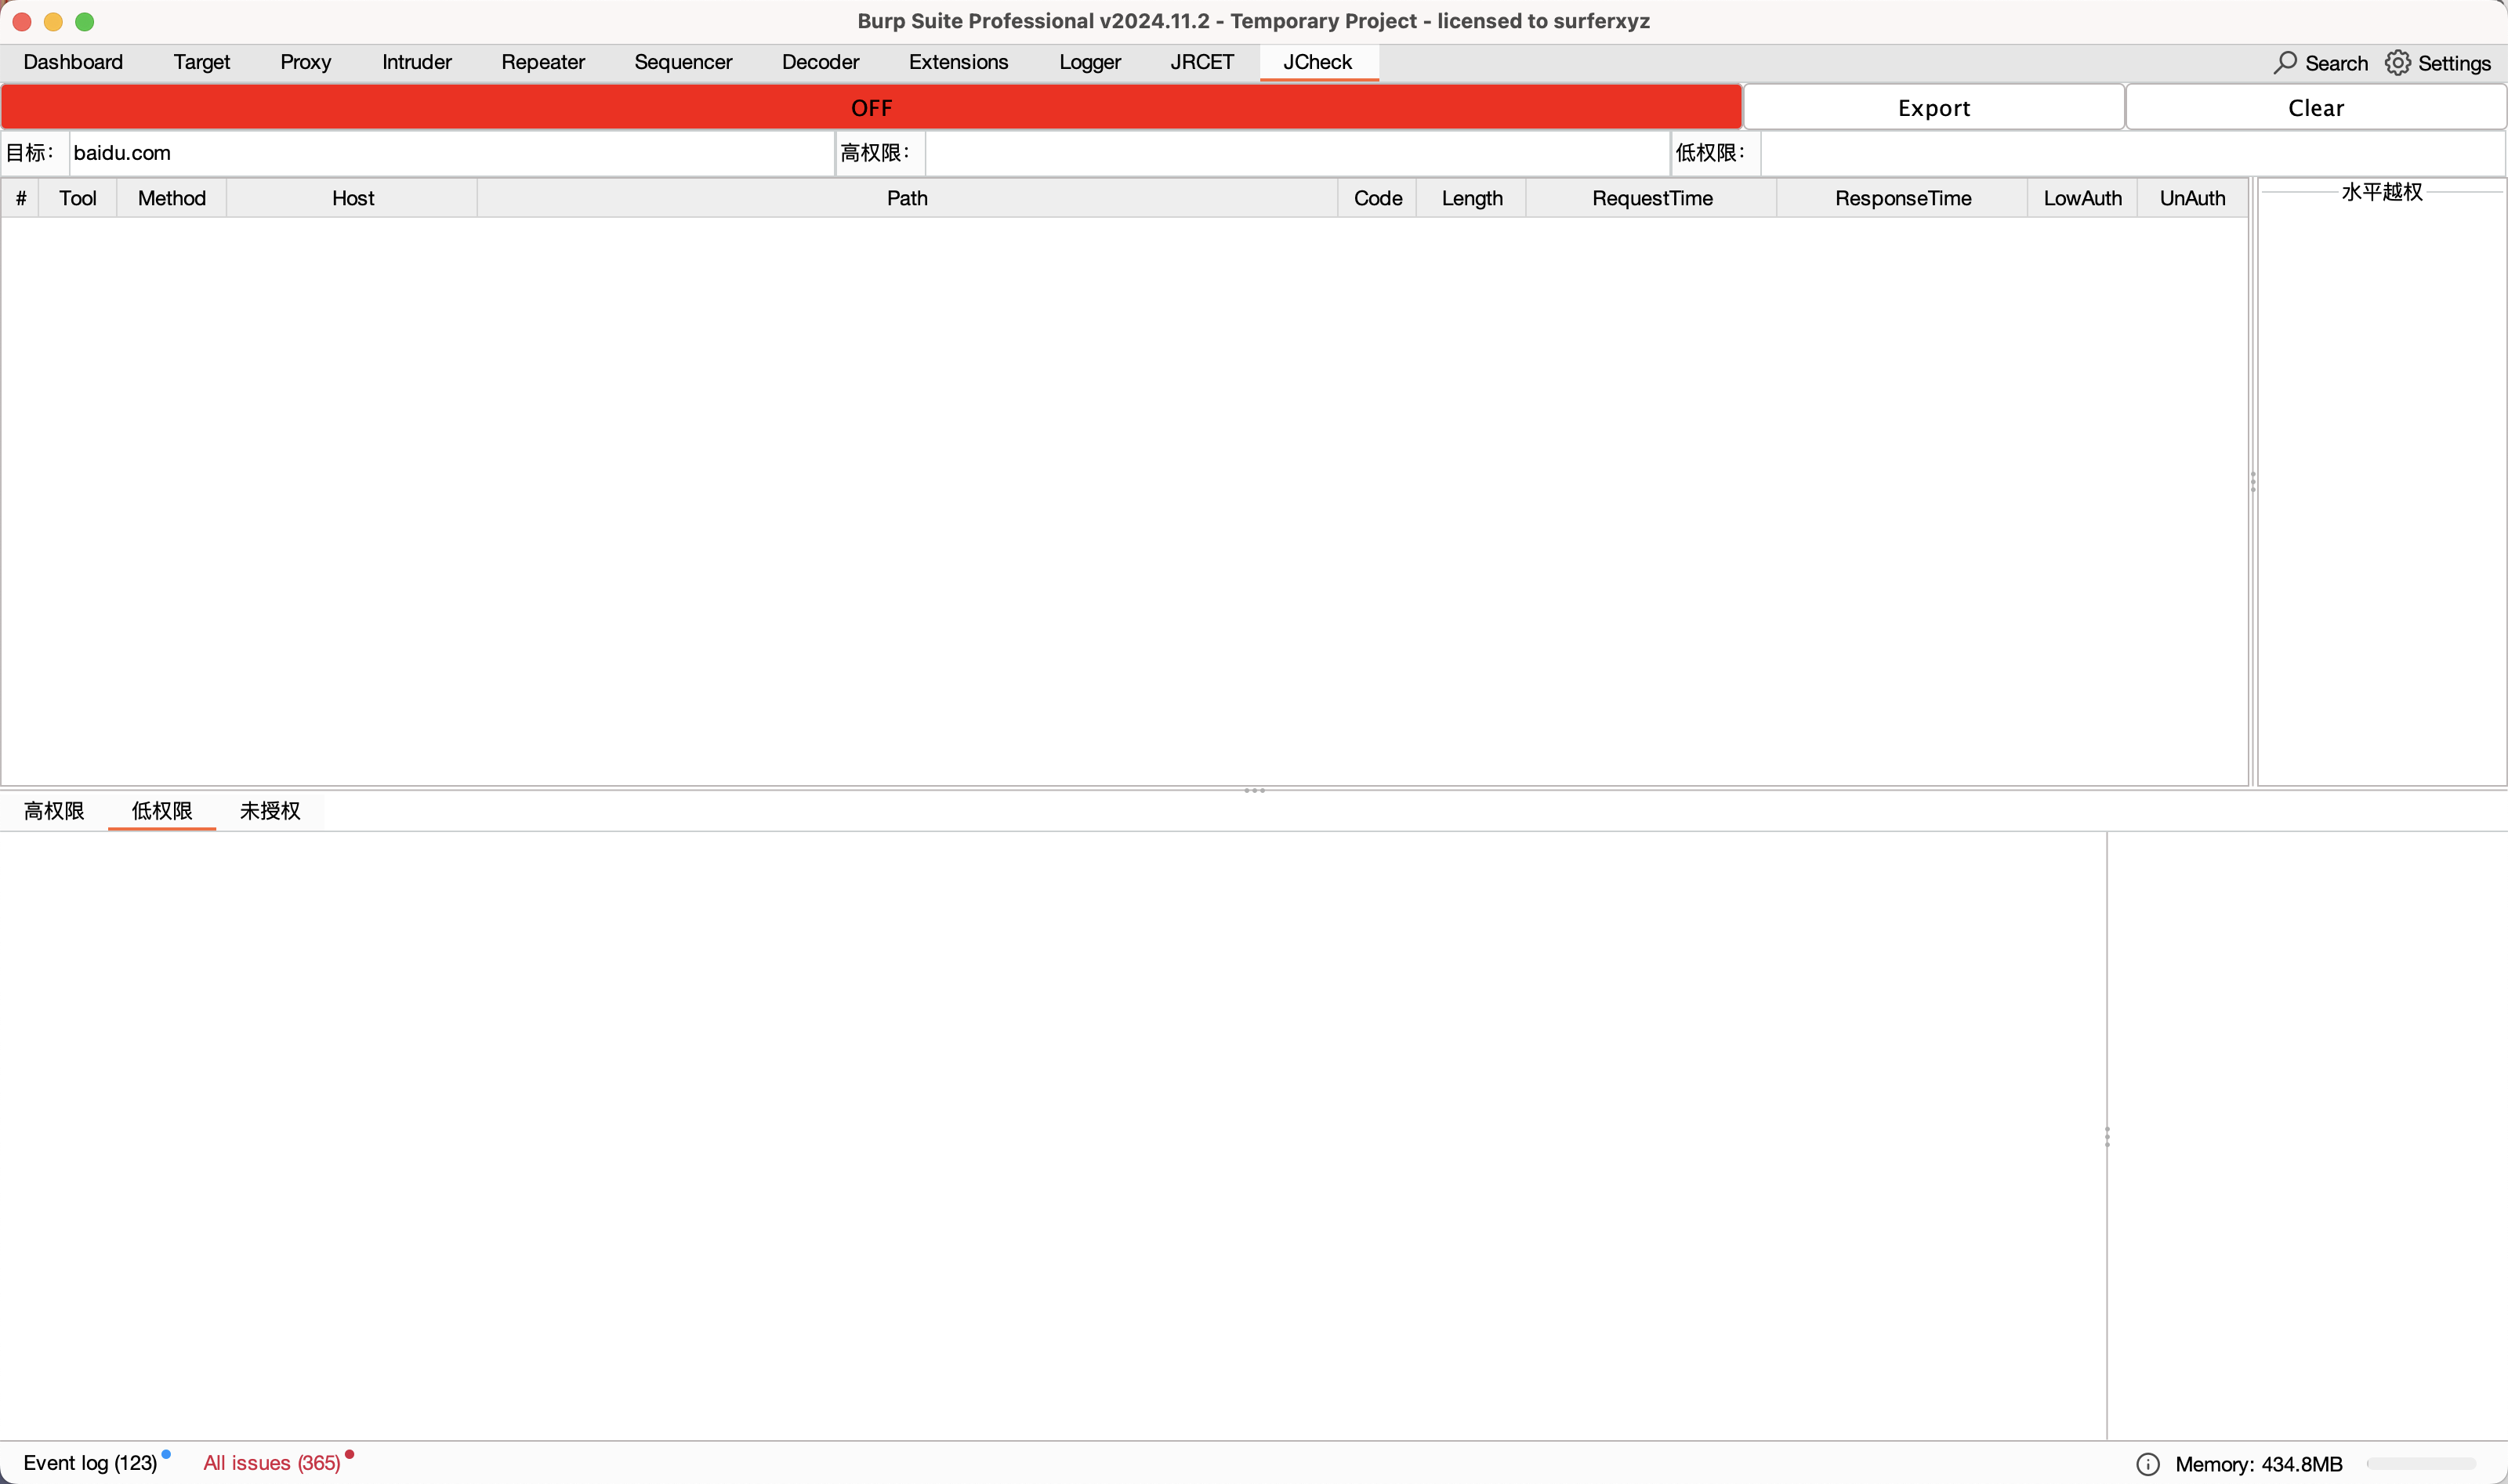 Burp Suite Professional v2024.11.2 - Temporary Project - licensed to surferxyz
Dashboard Target Proxy Intruder Repeater Sequencer Decoder Extensions Logger JRCET JCheck Search Settings
OFF Export Clear
目标： baidu.com 高权限： 低权限：
# Tool Method Host Path Code Length RequestTime ResponseTime LowAuth UnAuth 水平越权
高权限 低权限 未授权
Event log (123) All issues (365) Memory: 434.8MB